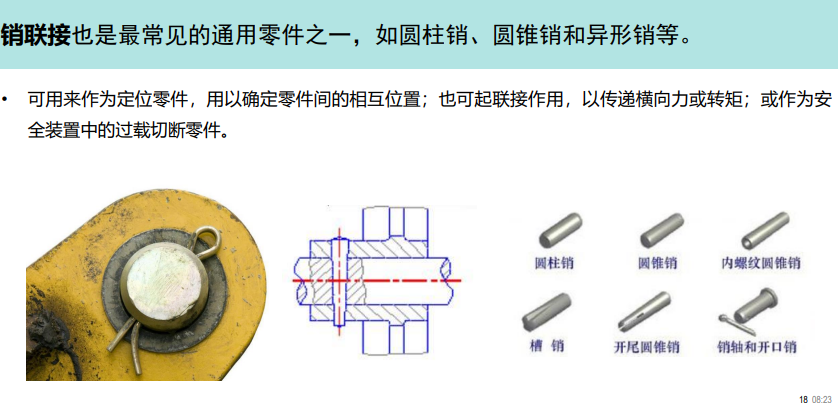 销联接也是最常见的通用零件之一，如圆柱销、圆锥销和异形销等。
• 可用来作为定位零件，用以确定零件间的相互位置；也可起联接作用，以传递横向力或转矩；或作为安
全装置中的过载切断零件。
圆柱销 圆锥销 内螺纹圆锥销
槽 销 开尾圆锥销 销轴和开口销
18 08:23